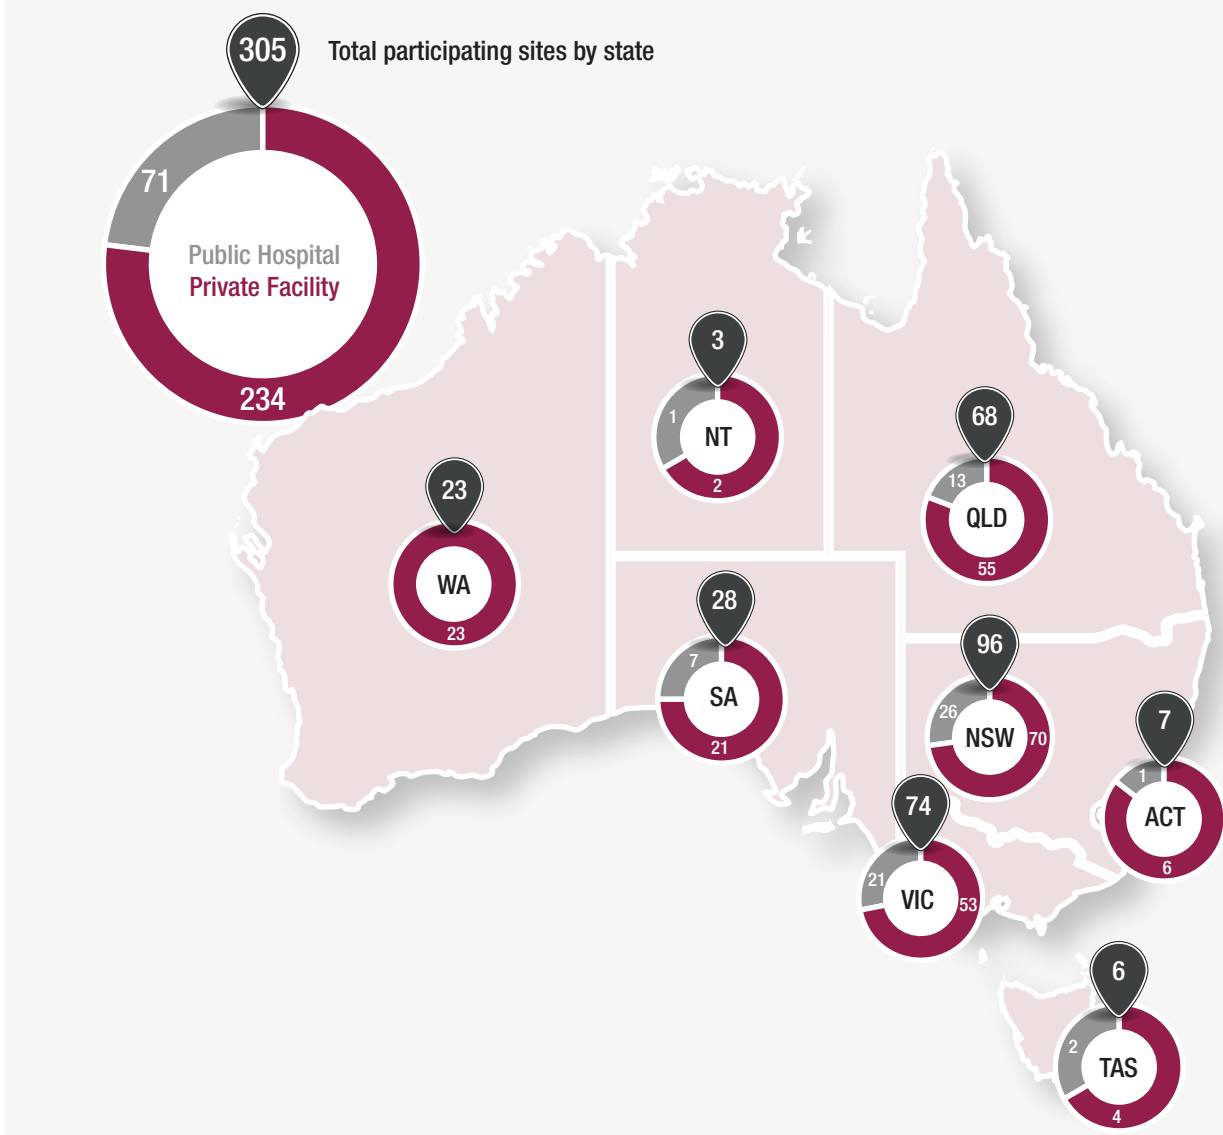 305
Total participating sites by state
71
Public Hospital
Private Facility
234
3
1
NT
2
68
13
QLD
55
23
WA
23
28
7
SA
21
96
26
NSW
70
7
1
ACT
6
74
21
VIC
53
6
2
TAS
4